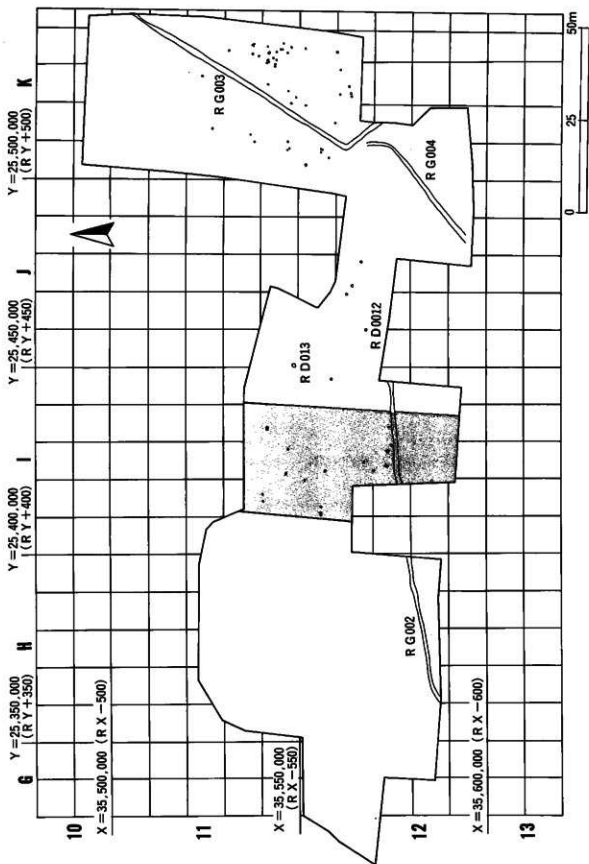 G
H
I
J
K
Y=25,350,000
(RY+350)
Y=25,400,000
(RY+400)
Y=25,450,000
(RY+450)
Y=25,500,000
(RY+500)
10
X=35,500,000 (RX-500)
11
X=35,550,000
(RX-550)
12
X=35,600,000 (RX-600)
13
RG003
RG004
RD013
RD0012
RG002
0
25
50m